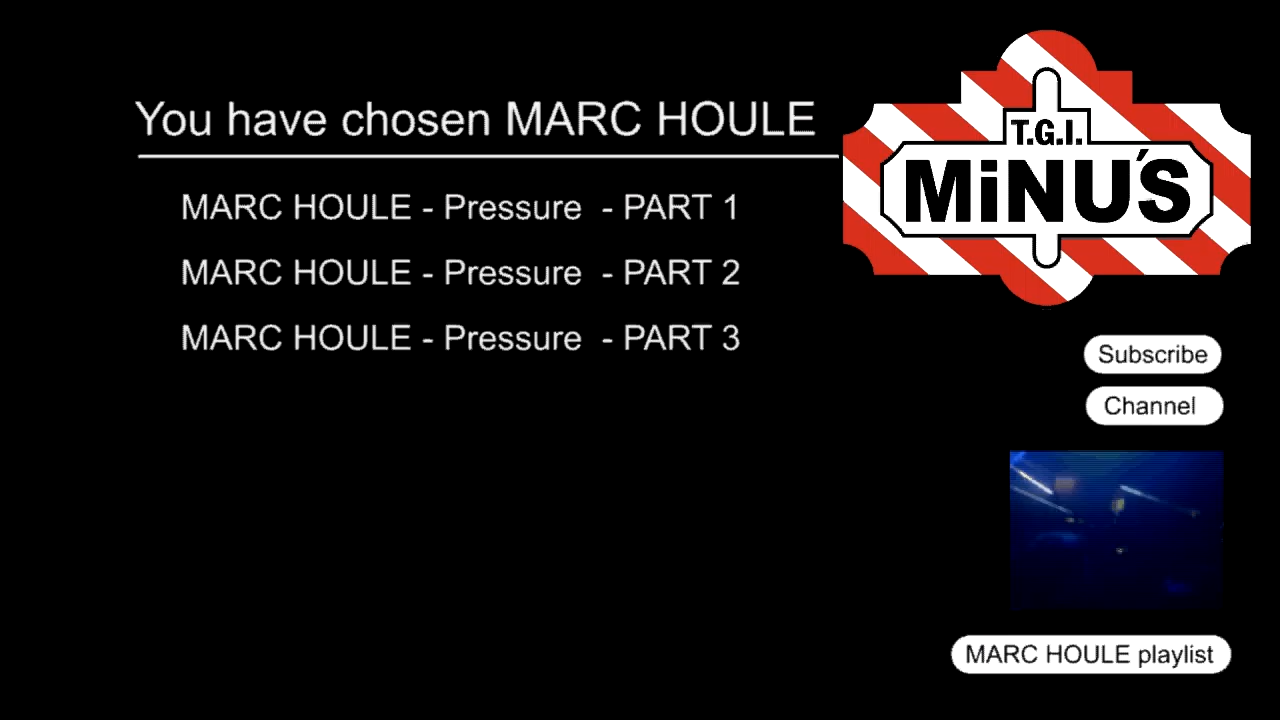 You have chosen MARC HOULE
MARC HOULE - Pressure - PART 1
MARC HOULE - Pressure - PART 2
MARC HOULE - Pressure - PART 3
T.G.I.
MiNU'S
Subscribe
Channel
MARC HOULE playlist